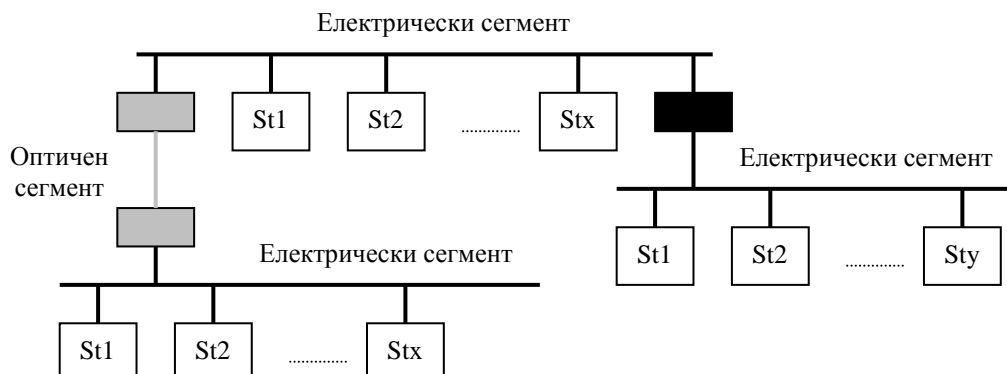 Електрически сегмент
St1 St2 .............. Stx
Оптичен
сегмент
Електрически сегмент
St1 St2 .............. Sty
Електрически сегмент
St1 St2 .............. Stx